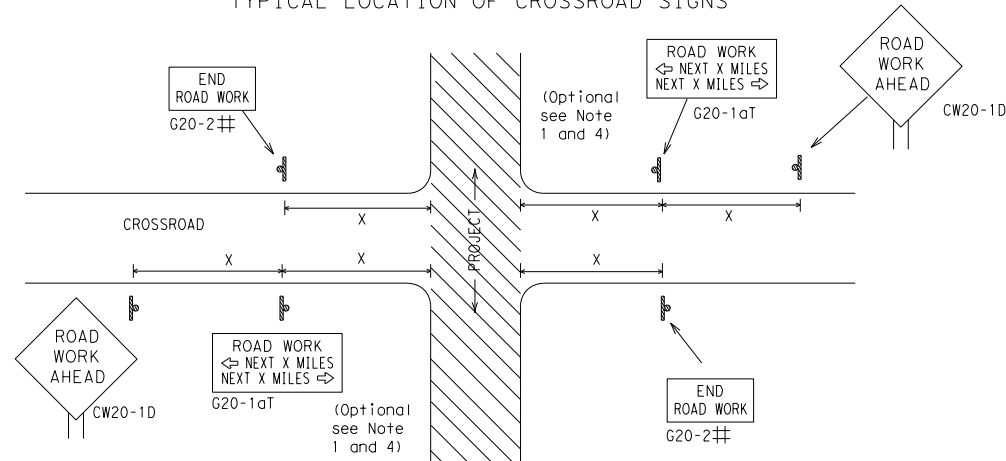 TYPICAL LOCATION OF CROSSROAD SIGNS
END
ROAD WORK
G20-2#
(Optional
see Note
1 and 4)
ROAD WORK
⇦ NEXT X MILES
NEXT X MILES ⇨
G20-1aT
ROAD
WORK
AHEAD
CW20-1D
X
X
X
CROSSROAD
PROJECT
X
X
X
ROAD
WORK
AHEAD
CW20-1D
ROAD WORK
⇦ NEXT X MILES
NEXT X MILES ⇨
G20-1aT
(Optional
see Note
1 and 4)
END
ROAD WORK
G20-2#